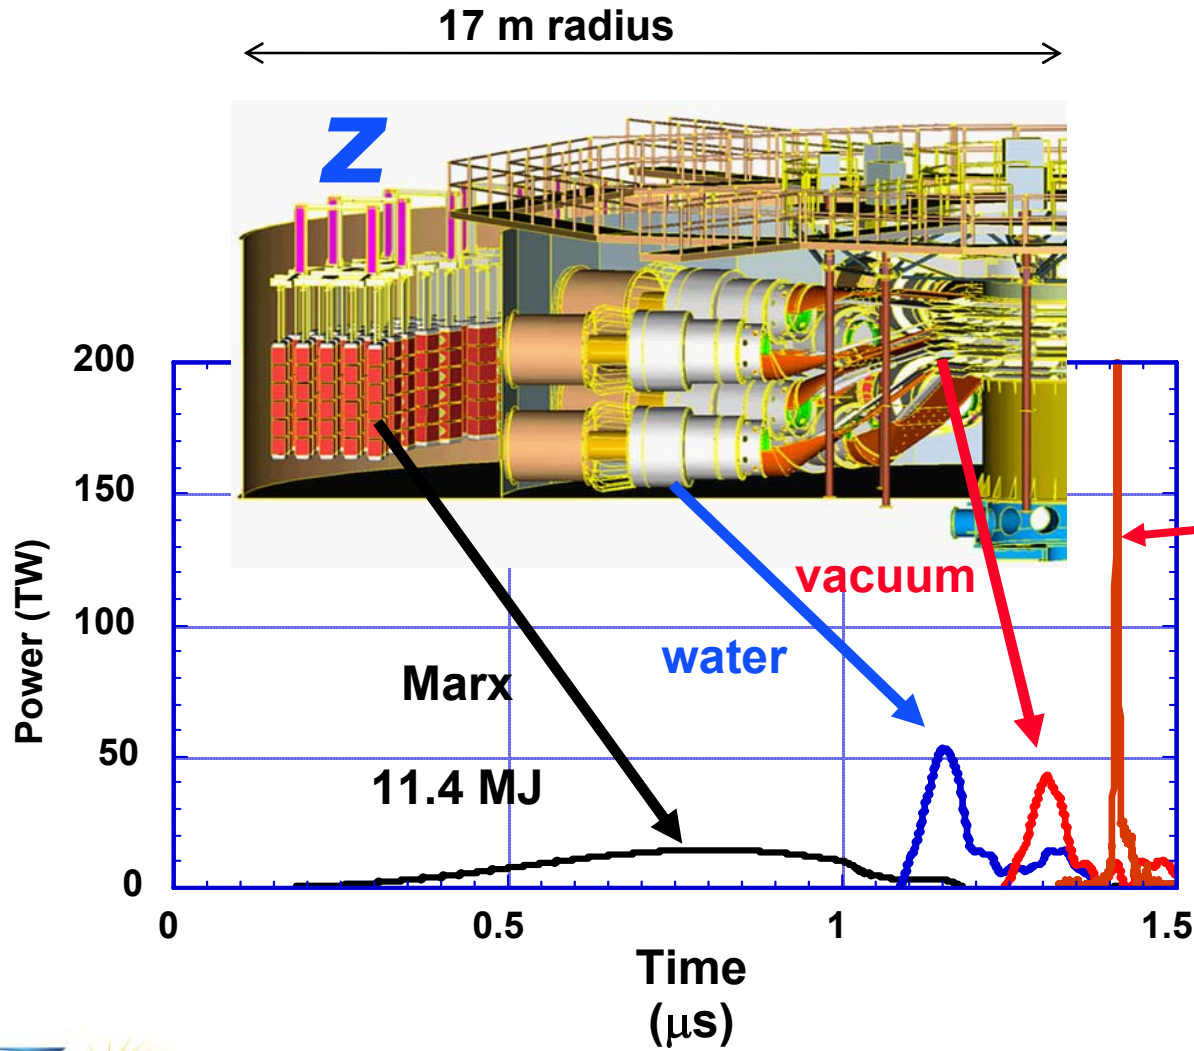 17 m radius
Z
200
150
100
50
0
Power (TW)
vacuum
water
Marx
11.4 MJ
0
0.5
1
1.5
Time
(μs)